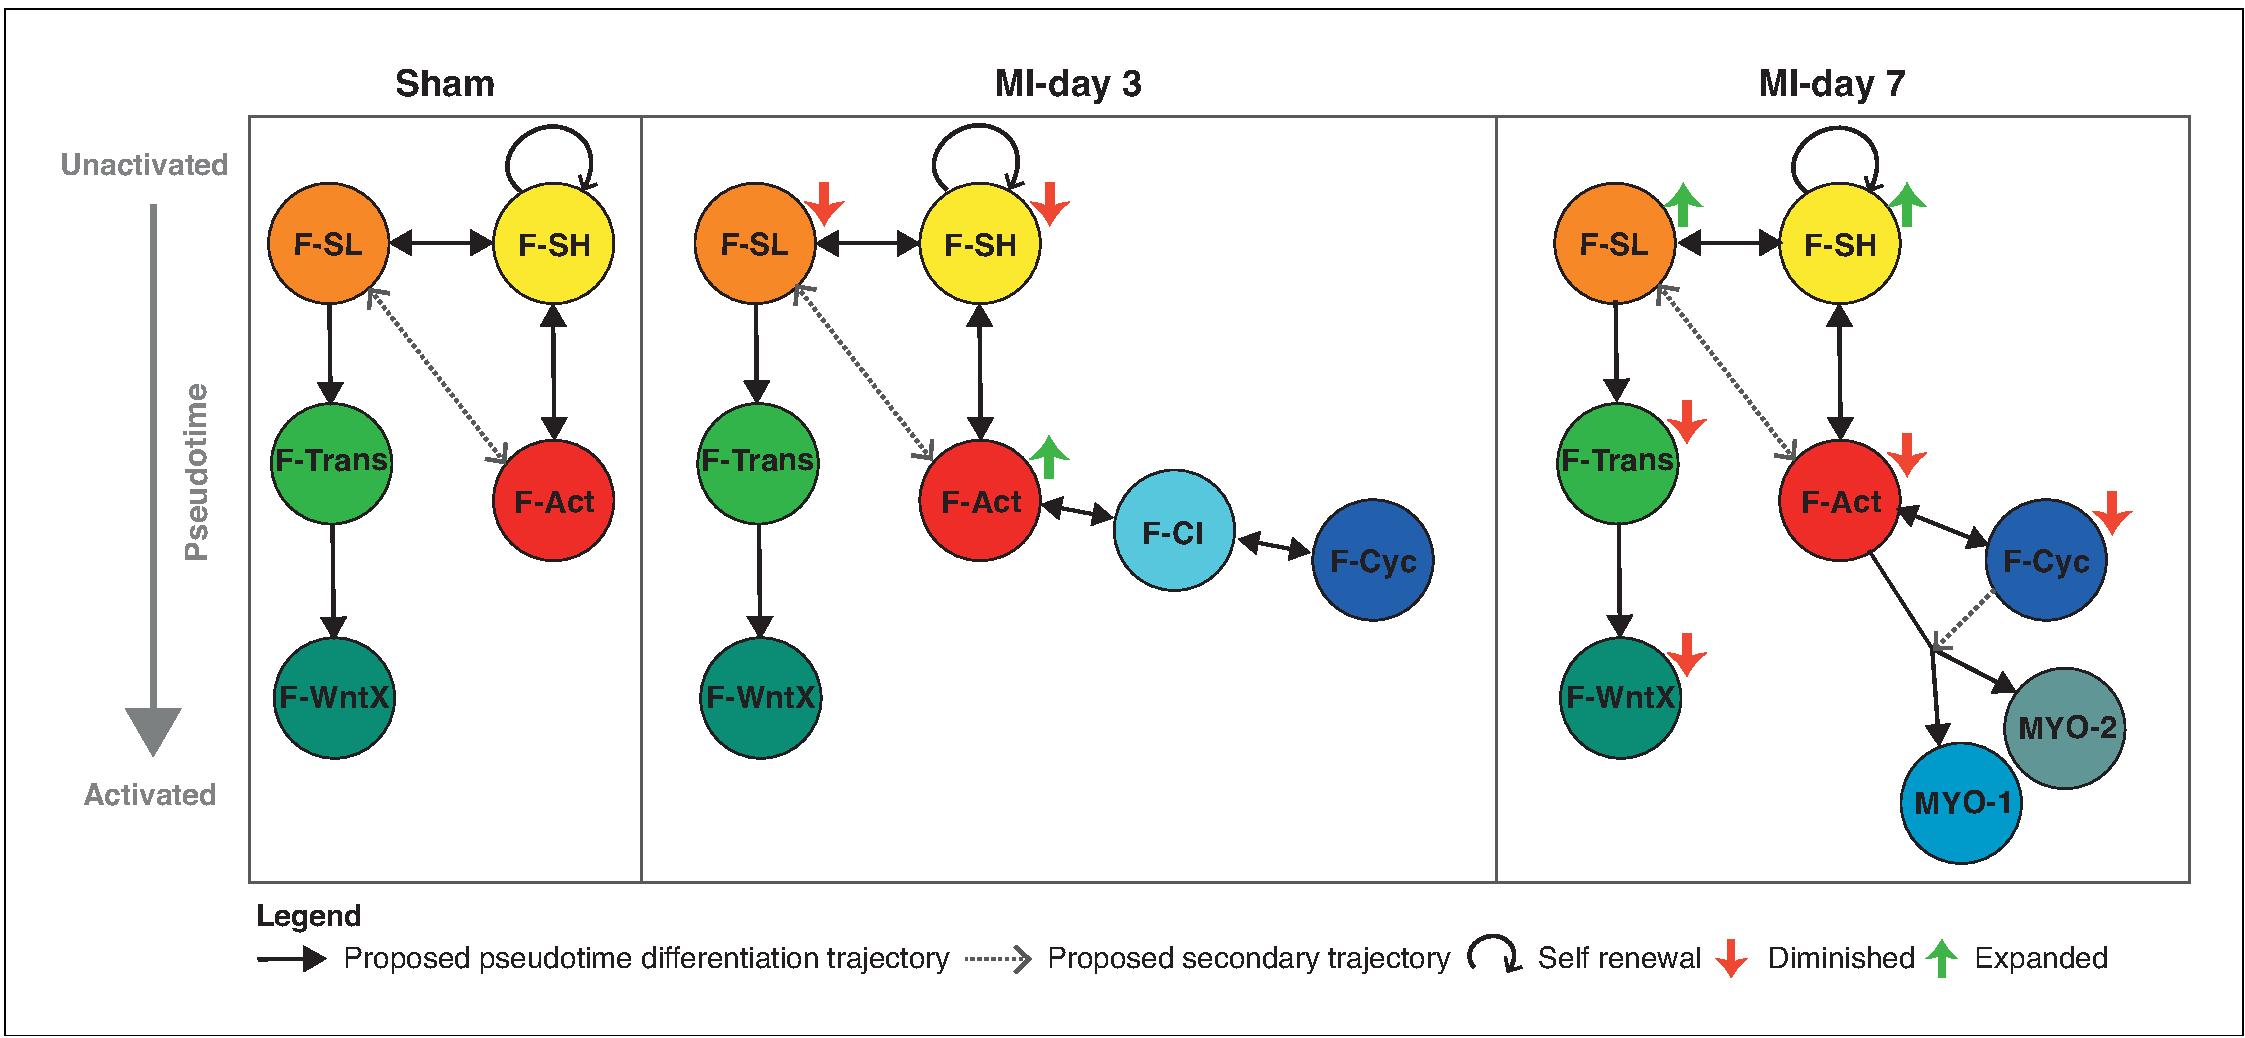 Sham
MI-day 3
MI-day 7
Unactivated
Pseudotime
Activated
F-SL
F-SH
F-Trans
F-Act
F-WntX
F-SL
F-SH
F-Trans
F-Act
F-CI
F-Cyc
F-WntX
F-SL
F-SH
F-Trans
F-Act
F-Cyc
F-WntX
MYO-2
MYO-1
Legend
Proposed pseudotime differentiation trajectory
Proposed secondary trajectory
Self renewal
Diminished
Expanded